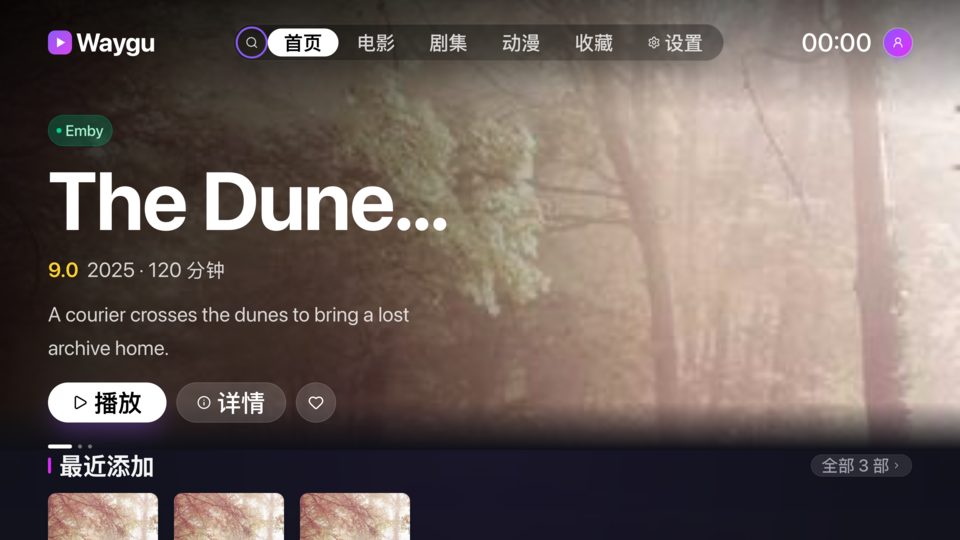 Waygu
首页
电影
剧集
动漫
收藏
设置
00:00
Emby
The Dune...
9.0 2025 · 120 分钟
A courier crosses the dunes to bring a lost
archive home.
播放
详情
最近添加
全部 3 部 ›